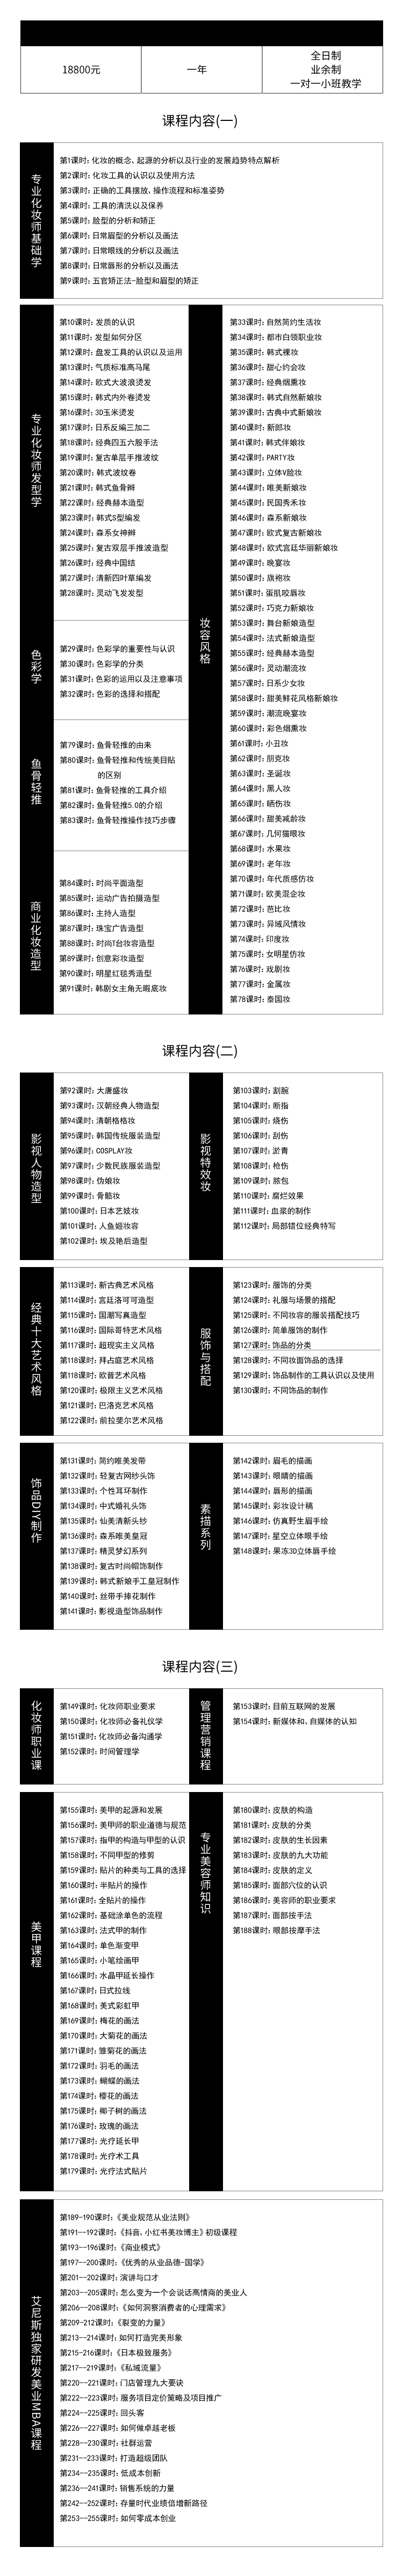 18800元
一年
全日制
业余制
一对一小班教学
课程内容(一)
专业化妆师基础学
第1课时：化妆的概念、起源的分析以及行业的发展趋势特点解析
第2课时：化妆工具的认识以及使用方法
第3课时：正确的工具摆放、操作流程和标准姿势
第4课时：工具的清洗以及保养
第5课时：脸型的分析和矫正
第6课时：日常眉型的分析以及画法
第7课时：日常眼线的分析以及画法
第8课时：日常唇形的分析以及画法
第9课时：五官矫正法-脸型和眉型的矫正
专业化妆师发型学
第10课时：发质的认识
第11课时：发型如何分区
第12课时：盘发工具的认识以及运用
第13课时：气质标准高马尾
第14课时：欧式大波浪烫发
第15课时：韩式内外卷烫发
第16课时：3D玉米烫发
第17课时：日系反编三加二
第18课时：经典四五六股手法
第19课时：复古单层手推波纹
第20课时：韩式波纹卷
第21课时：韩式鱼骨辫
第22课时：经典赫本造型
第23课时：韩式S型编发
第24课时：森系女神辫
第25课时：复古双层手推波造型
第26课时：经典中国结
第27课时：清新四叶草编发
第28课时：灵动飞发发型
色彩学
第29课时：色彩学的重要性与认识
第30课时：色彩学的分类
第31课时：色彩的运用以及注意事项
第32课时：色彩的选择和搭配
鱼骨轻推
第79课时：鱼骨轻推的由来
第80课时：鱼骨轻推和传统美目贴
的区别
第81课时：鱼骨轻推的工具介绍
第82课时：鱼骨轻推5.0的介绍
第83课时：鱼骨轻推操作技巧步骤
商业化妆造型
第84课时：时尚平面造型
第85课时：运动广告拍摄造型
第86课时：主持人造型
第87课时：珠宝广告造型
第88课时：时尚T台妆容造型
第89课时：创意彩妆造型
第90课时：明星红毯秀造型
第91课时：韩剧女主角无暇底妆
妆容风格
第33课时：自然简约生活妆
第34课时：都市白领职业妆
第35课时：韩式裸妆
第36课时：甜心约会妆
第37课时：经典烟熏妆
第38课时：韩式自然新娘妆
第39课时：古典中式新娘妆
第40课时：新郎妆
第41课时：韩式伴娘妆
第42课时：PARTY妆
第43课时：立体V脸妆
第44课时：唯美新娘妆
第45课时：民国秀禾妆
第46课时：森系新娘妆
第47课时：欧式复古新娘妆
第48课时：欧式宫廷华丽新娘妆
第49课时：晚宴妆
第50课时：旗袍妆
第51课时：蛋肌咬唇妆
第52课时：巧克力新娘妆
第53课时：舞台新娘造型
第54课时：法式新娘造型
第55课时：经典赫本造型
第56课时：灵动潮流妆
第57课时：日系少女妆
第58课时：甜美鲜花风格新娘妆
第59课时：潮流晚宴妆
第60课时：彩色烟熏妆
第61课时：小丑妆
第62课时：朋克妆
第63课时：圣诞妆
第64课时：黑人妆
第65课时：晒伤妆
第66课时：甜美减龄妆
第67课时：几何猫眼妆
第68课时：水果妆
第69课时：老年妆
第70课时：年代质感仿妆
第71课时：欧美混企妆
第72课时：芭比妆
第73课时：异域风情妆
第74课时：印度妆
第75课时：女明星仿妆
第76课时：戏剧妆
第77课时：金属妆
第78课时：泰国妆
课程内容(二)
影视人物造型
第92课时：大唐盛妆
第93课时：汉朝经典人物造型
第94课时：清朝格格妆
第95课时：韩国传统服装造型
第96课时：COSPLAY妆
第97课时：少数民族服装造型
第98课时：伪娘妆
第99课时：骨骼妆
第100课时：日本艺妓妆
第101课时：人鱼姬妆容
第102课时：埃及艳后造型
影视特效妆
第103课时：割腕
第104课时：断指
第105课时：烧伤
第106课时：刮伤
第107课时：淤青
第108课时：枪伤
第109课时：脓包
第110课时：腐烂效果
第111课时：血浆的制作
第112课时：局部错位经典特写
经典十大艺术风格
第113课时：新古典艺术风格
第114课时：宫廷洛可可造型
第115课时：国潮写真造型
第116课时：国际哥特艺术风格
第117课时：超现实主义风格
第118课时：拜占庭艺术风格
第118课时：欧普艺术风格
第120课时：极限主义艺术风格
第121课时：巴洛克艺术风格
第122课时：前拉斐尔艺术风格
服饰与搭配
第123课时：服饰的分类
第124课时：礼服与场景的搭配
第125课时：不同妆容的服装搭配技巧
第126课时：简单服饰的制作
第127课时：饰品的分类
第128课时：不同妆面饰品的选择
第129课时：饰品制作的工具认识以及使用
第130课时：不同饰品的制作
饰品DIY制作
第131课时：简约唯美发带
第132课时：轻复古网纱头饰
第133课时：个性耳环制作
第134课时：中式婚礼头饰
第135课时：仙美清新头纱
第136课时：森系唯美皇冠
第137课时：精灵梦幻系列
第138课时：复古时尚帽饰制作
第139课时：韩式新娘手工皇冠制作
第140课时：丝带手捧花制作
第141课时：影视造型饰品制作
素描系列
第142课时：眉毛的描画
第143课时：眼睛的描画
第144课时：唇形的描画
第145课时：彩妆设计稿
第146课时：仿真野生眉手绘
第147课时：星空立体眼手绘
第148课时：果冻3D立体唇手绘
课程内容(三)
化妆师职业课
第149课时：化妆师职业要求
第150课时：化妆师必备礼仪学
第151课时：化妆师必备沟通学
第152课时：时间管理学
管理营销课程
第153课时：目前互联网的发展
第154课时：新媒体和、自媒体的认知
美甲课程
第155课时：美甲的起源和发展
第156课时：美甲师的职业道德与规范
第157课时：指甲的构造与甲型的认识
第158课时：不同甲型的修剪
第159课时：贴片的种类与工具的选择
第160课时：半贴片的操作
第161课时：全贴片的操作
第162课时：基础涂单色的流程
第163课时：法式甲的制作
第164课时：单色渐变甲
第165课时：小笔绘画甲
第166课时：水晶甲延长操作
第167课时：日式拉线
第168课时：美式彩虹甲
第169课时：梅花的画法
第170课时：大菊花的画法
第171课时：雏菊花的画法
第172课时：羽毛的画法
第173课时：蝴蝶的画法
第174课时：樱花的画法
第175课时：椰子树的画法
第176课时：玫瑰的画法
第177课时：光疗延长甲
第178课时：光疗术工具
第179课时：光疗法式贴片
专业美容师知识
第180课时：皮肤的构造
第181课时：皮肤的分类
第182课时：皮肤的生长因素
第183课时：皮肤的九大功能
第184课时：皮肤的定义
第185课时：面部穴位的认识
第186课时：美容师的职业要求
第187课时：面部按手法
第188课时：眼部按摩手法
艾尼斯独家研发美业MBA课程
第189-190课时：《美业规范从业法则》
第191--192课时：《抖音、小红书美妆博主》初级课程
第193--196课时：《商业模式》
第197--200课时：《优秀的从业品德-国学》
第201--202课时：演讲与口才
第203--205课时：怎么变为一个会说话高情商的美业人
第206--208课时：《如何洞察消费者的心理需求》
第209-212课时：《裂变的力量》
第213--214课时：如何打造完美形象
第215-216课时：《日本极致服务》
第217--219课时：《私域流量》
第220--221课时：门店管理九大要诀
第222--223课时：服务项目定价策略及项目推广
第224--225课时：回头客
第226--227课时：如何做卓越老板
第228--230课时：社群运营
第231--233课时：打造超级团队
第234--235课时：低成本创新
第236--241课时：销售系统的力量
第242--252课时：存量时代业绩倍增新路径
第253--255课时：如何零成本创业